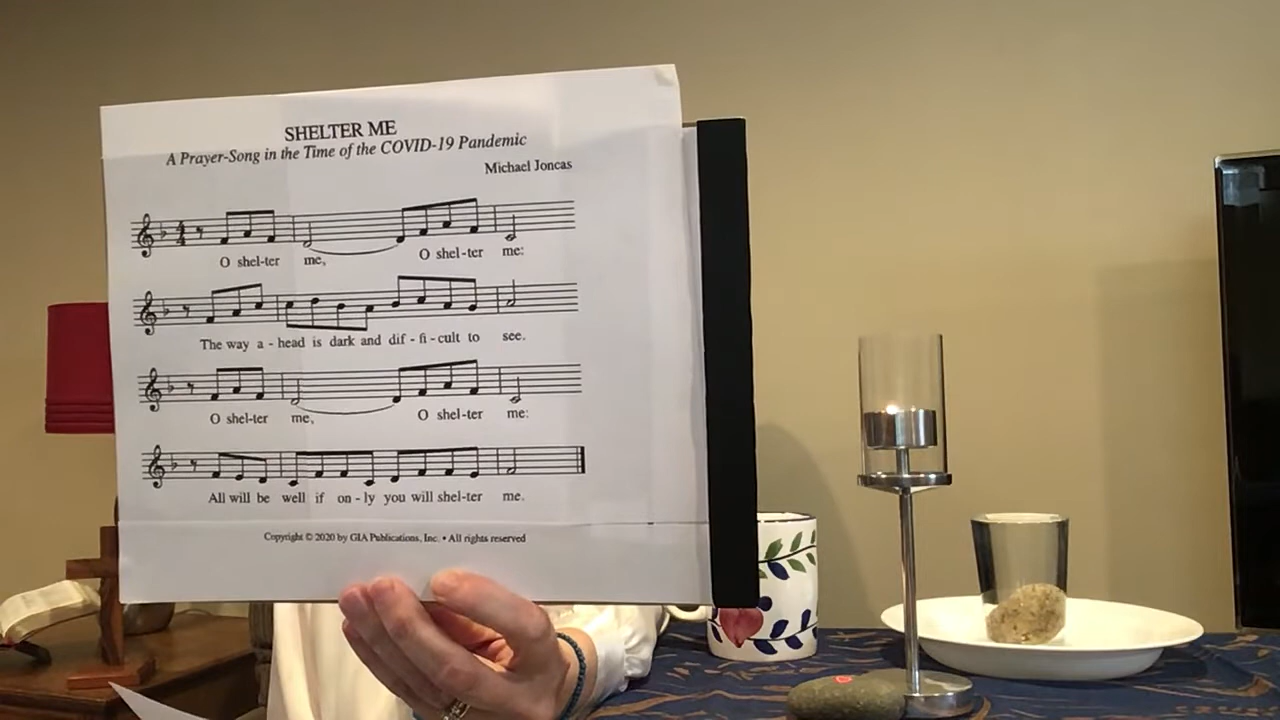 SHELTER ME
A Prayer-Song in the Time of the COVID-19 Pandemic
Michael Joncas
O shel-ter me, O shel-ter me:
The way a - head is dark and dif - fi - cult to see.
O shel-ter me, O shel-ter me:
All will be well if on - ly you will shel-ter me.
Copyright © 2020 by GIA Publications, Inc. • All rights reserved